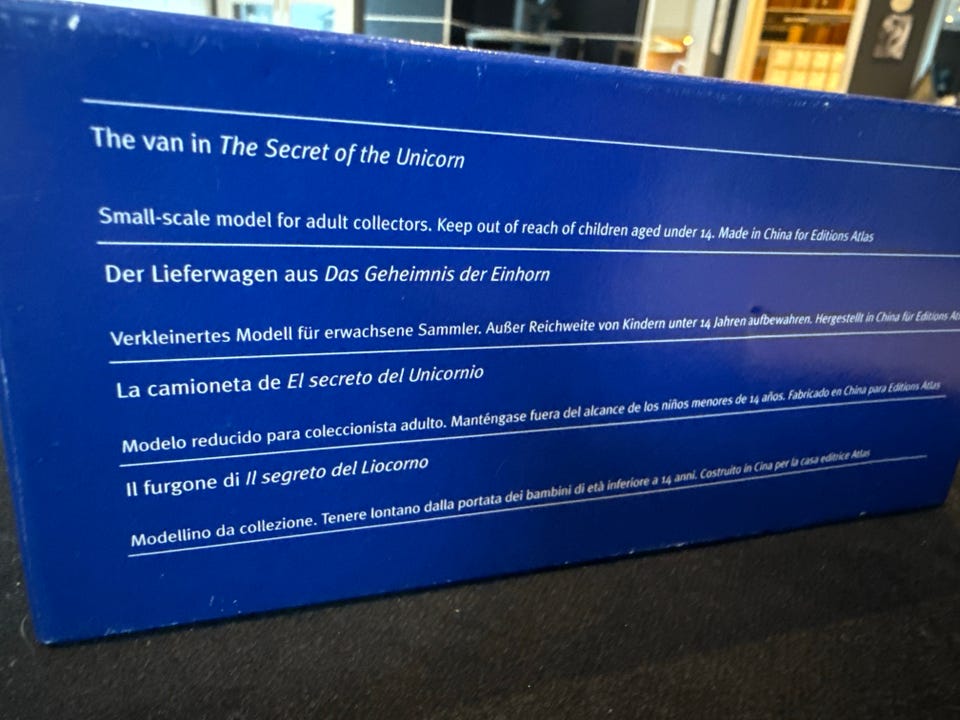 The van in The Secret of the Unicorn
Small-scale model for adult collectors. Keep out of reach of children aged under 14. Made in China for Editions Atlas
Der Lieferwagen aus Das Geheimnis der Einhorn
Verkleinertes Modell für erwachsene Sammler. Außer Reichweite von Kindern unter 14 Jahren aufbewahren. Hergestellt in China für Editions
La camioneta de El secreto del Unicornio
Modelo reducido para coleccionista adulto. Manténgase fuera del alcance de los niños menores de 14 años. Fabricado en China para Editions Atlas
Il furgone di Il segreto del Liocorno
Modellino da collezione. Tenere lontano dalla portata dei bambini di età inferiore a 14 anni. Costruito in Cina per la casa editrice Atlas